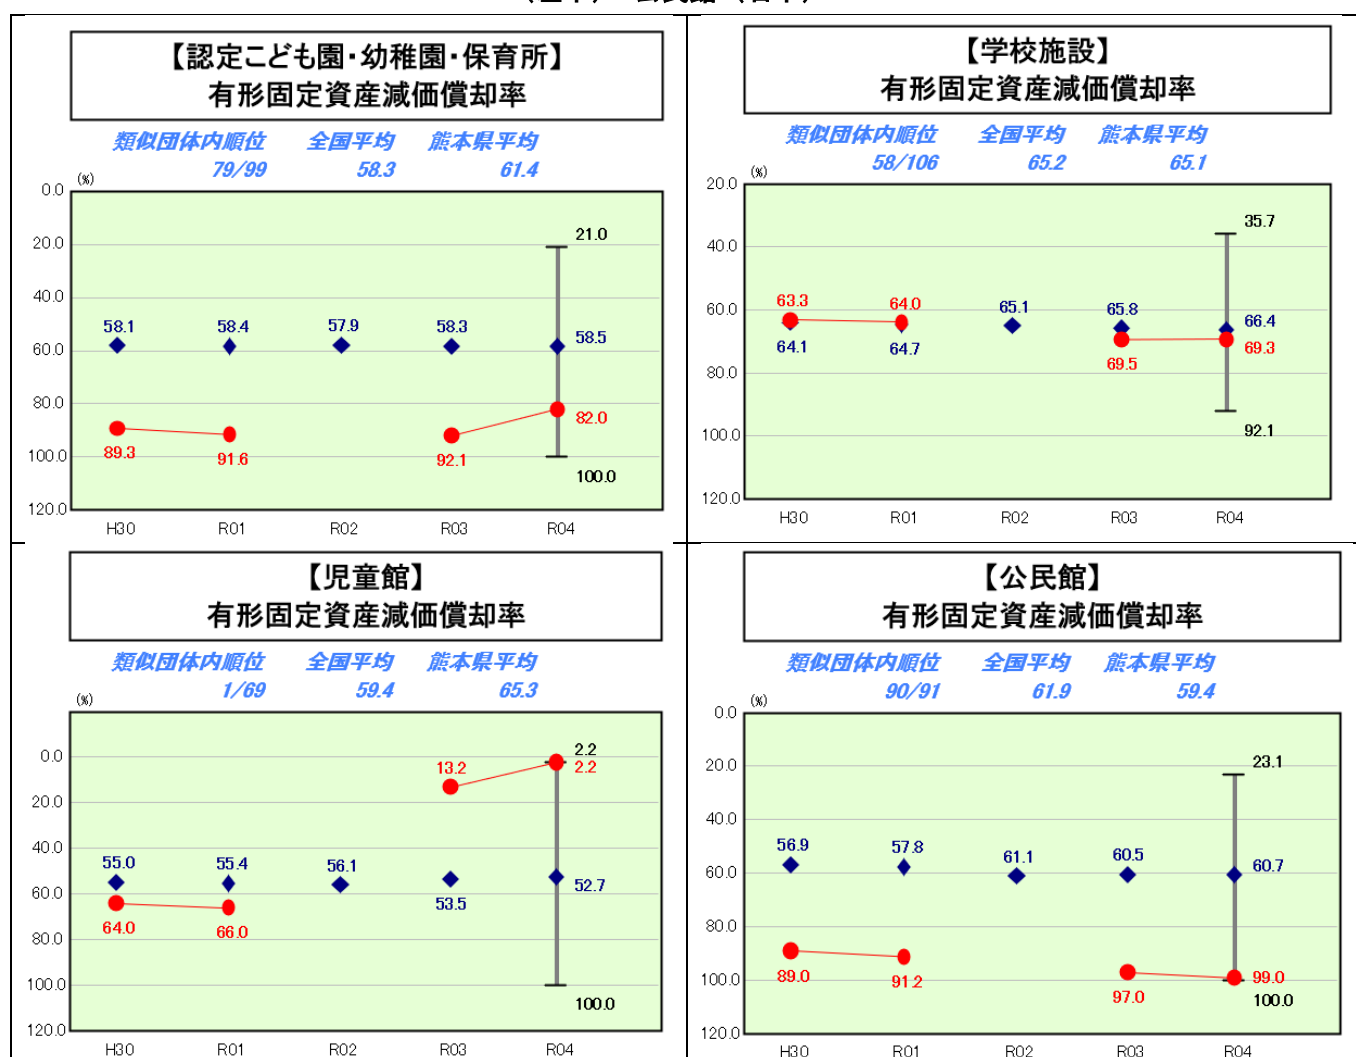 【認定こども園・幼稚園・保育所】
有形固定資産減価償却率
類似団体内順位 全国平均 熊本県平均
79/99 58.3 61.4
(%)
0.0
20.0
40.0
60.0
80.0
100.0
120.0
21.0
58.1 58.4 57.9 58.3 58.5
89.3 91.6 92.1 82.0
100.0
H30 R01 R02 R03 R04
【学校施設】
有形固定資産減価償却率
類似団体内順位 全国平均 熊本県平均
58/106 65.2 65.1
(%)
20.0
40.0
60.0
80.0
100.0
120.0
35.7
63.3 64.0 65.1 65.8 66.4
64.1 64.7 69.5 69.3
92.1
H30 R01 R02 R03 R04
【児童館】
有形固定資産減価償却率
類似団体内順位 全国平均 熊本県平均
1/69 59.4 65.3
(%)
0.0
20.0
40.0
60.0
80.0
100.0
120.0
2.2
13.2 2.2
55.0 55.4 56.1 53.5 52.7
64.0 66.0
100.0
H30 R01 R02 R03 R04
【公民館】
有形固定資産減価償却率
類似団体内順位 全国平均 熊本県平均
90/91 61.9 59.4
(%)
0.0
20.0
40.0
60.0
80.0
100.0
120.0
23.1
56.9 57.8 61.1 60.5 60.7
89.0 91.2 97.0 99.0
100.0
H30 R01 R02 R03 R04